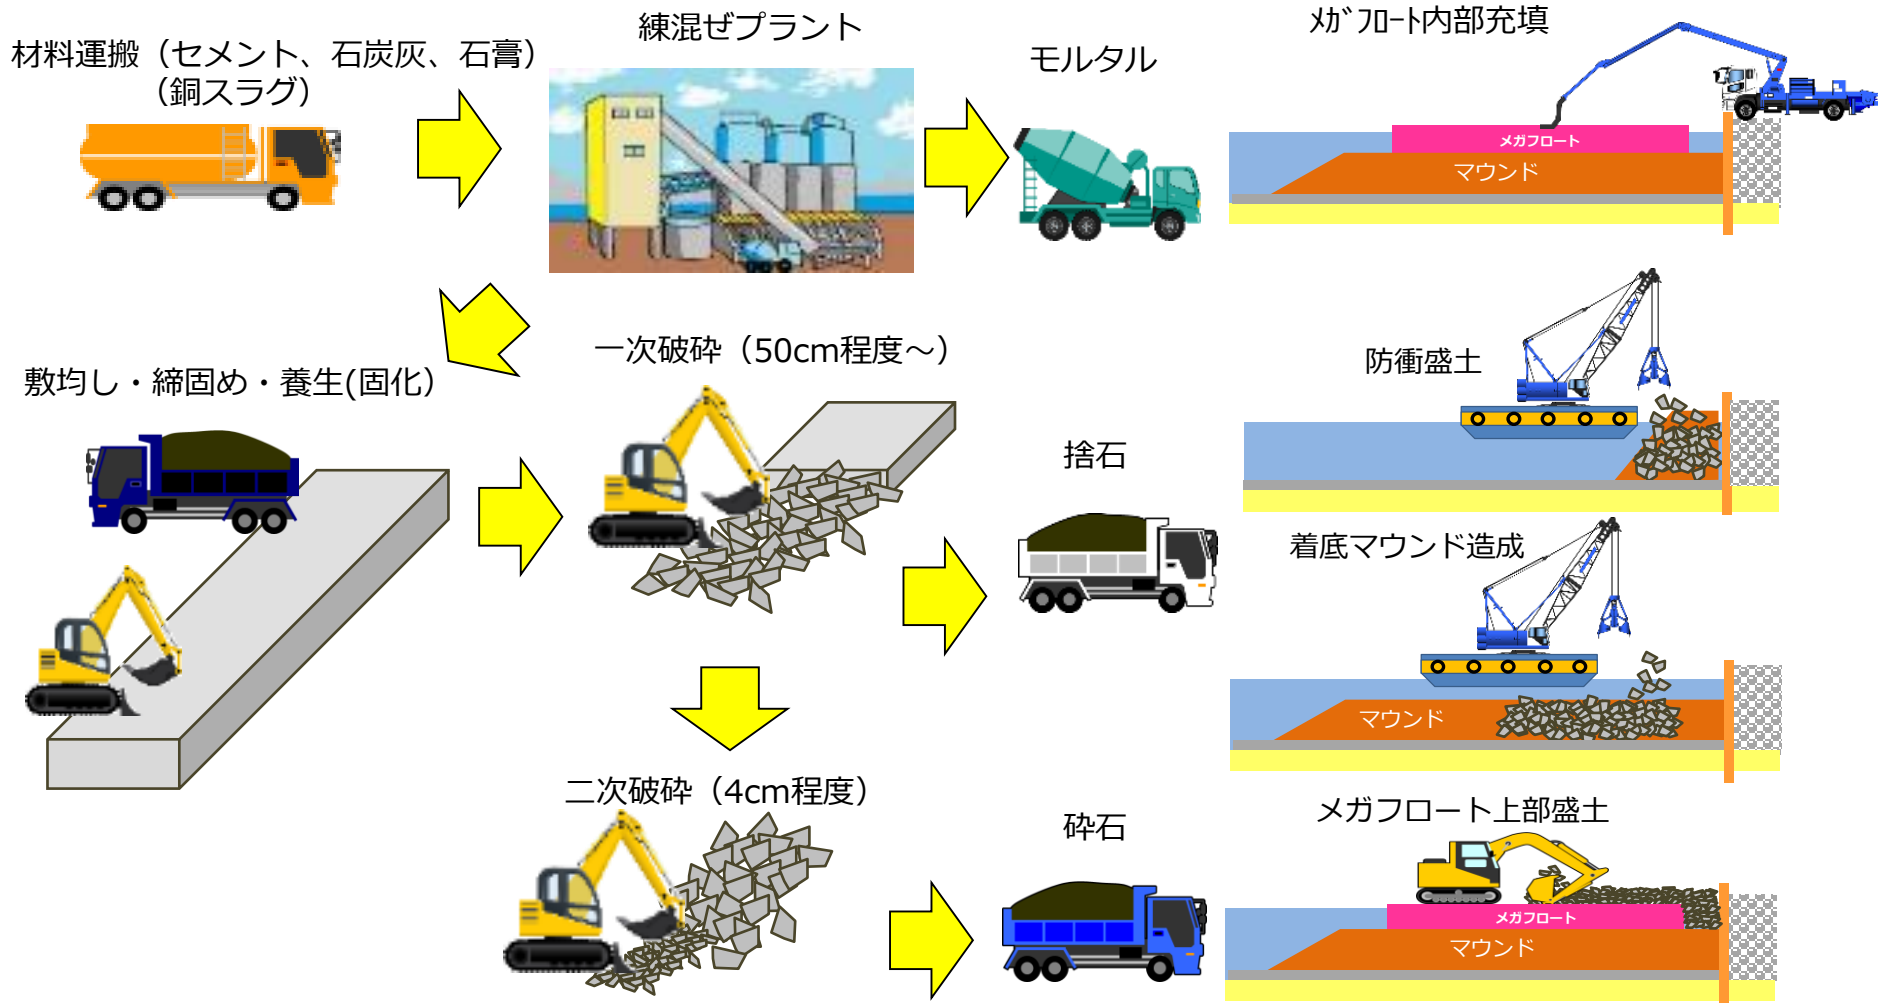 材料運搬（セメント、石炭灰、石膏）
（銅スラグ）
練混ぜプラント
モルタル
ﾒｶﾞﾌﾛｰﾄ内部充填
メガフロート
マウンド
敷均し・締固め・養生(固化）
一次破砕（50cm程度～）
捨石
防衝盛土
着底マウンド造成
マウンド
二次破砕（4cm程度）
砕石
メガフロート上部盛土
メガフロート
マウンド